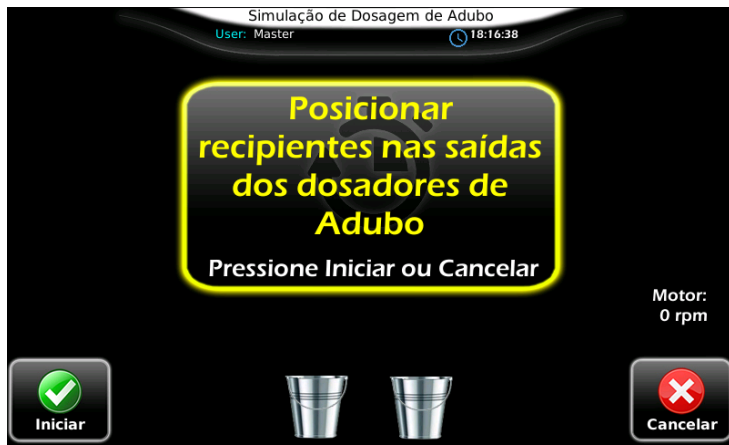 Simulação de Dosagem de Adubo
User: Master
18:16:38
Posicionar
recipientes nas saídas
dos dosadores de
Adubo
Pressione Iniciar ou Cancelar
Motor:
0 rpm
Iniciar
Cancelar